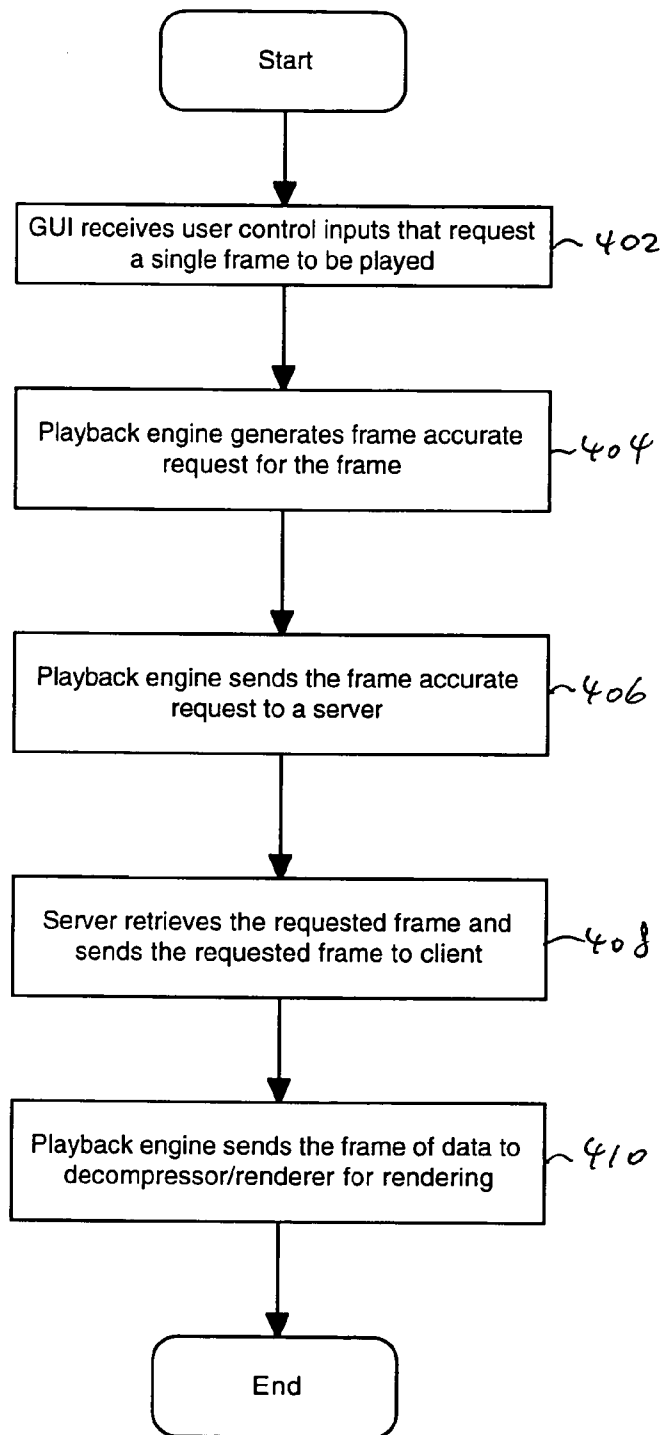 Start
GUI receives user control inputs that request
a single frame to be played
402
Playback engine generates frame accurate
request for the frame
404
Playback engine sends the frame accurate
request to a server
406
Server retrieves the requested frame and
sends the requested frame to client
408
Playback engine sends the frame of data to
decompressor/renderer for rendering
410
End